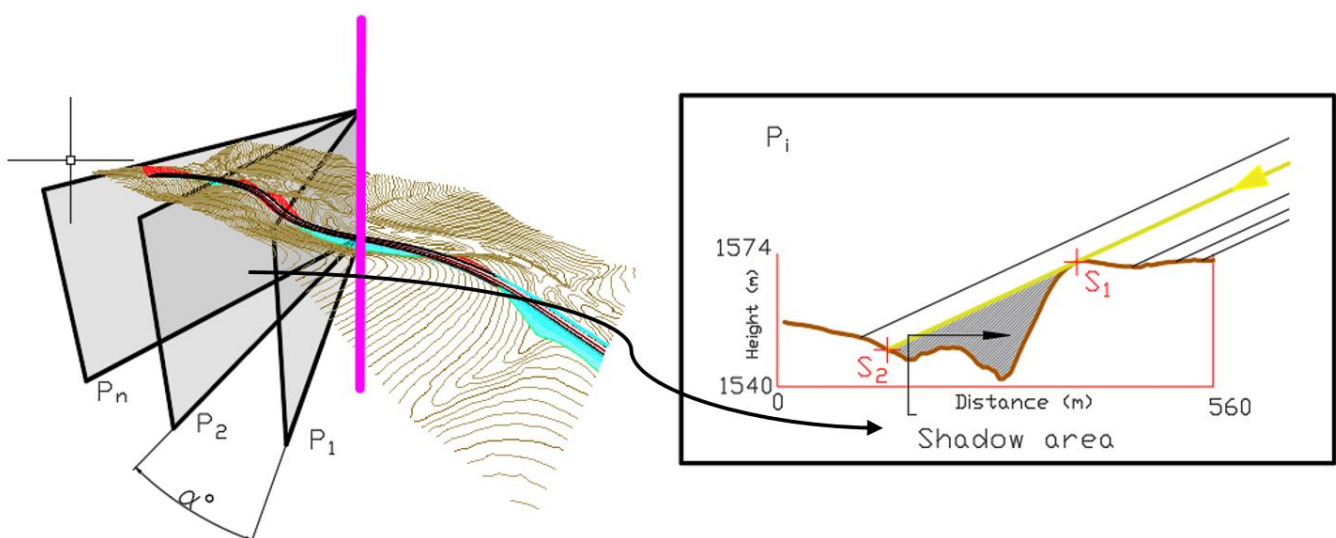 Pn
P2
P1
α°
Pi
1574
Height (m)
1540
0
Distance (m)
560
S1
S2
Shadow area